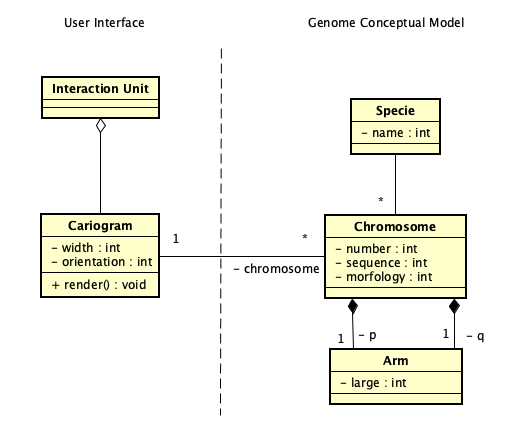 User Interface
Genome Conceptual Model
Interaction Unit
Specie
- name : int
*
Cariogram
- width : int
- orientation : int
+ render() : void
1
*
- chromosome
Chromosome
- number : int
- sequence : int
- morfology : int
1
- p
1
- q
Arm
- large : int